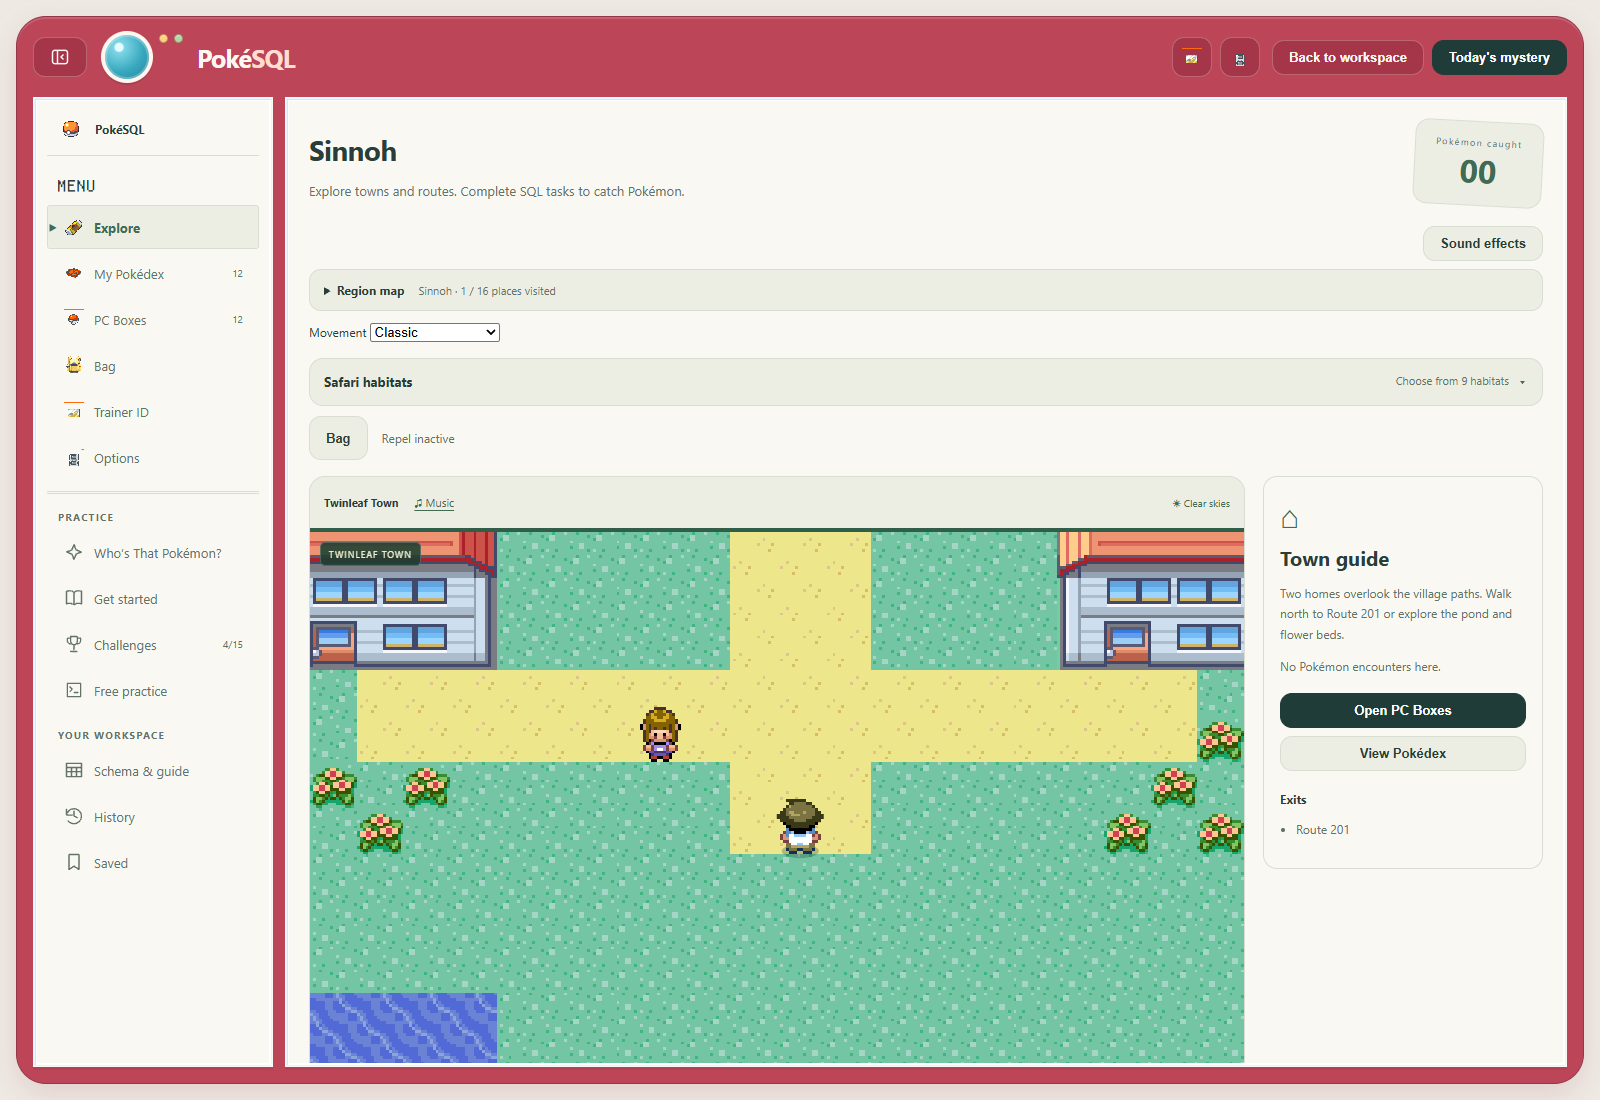 PokéSQL
Back to workspace
Today's mystery
PokéSQL
MENU
Explore
My Pokédex 12
PC Boxes 12
Bag
Trainer ID
Options
PRACTICE
Who's That Pokémon?
Get started
Challenges 4/15
Free practice
YOUR WORKSPACE
Schema & guide
History
Saved
Sinnoh
Explore towns and routes. Complete SQL tasks to catch Pokémon.
Pokémon caught
00
Sound effects
Region map Sinnoh · 1 / 16 places visited
Movement Classic
Safari habitats Choose from 9 habitats
Bag Repel inactive
Twinleaf Town ♫ Music ☀ Clear skies
TWINLEAF TOWN
Town guide
Two homes overlook the village paths. Walk
north to Route 201 or explore the pond and
flower beds.
No Pokémon encounters here.
Open PC Boxes
View Pokédex
Exits
• Route 201